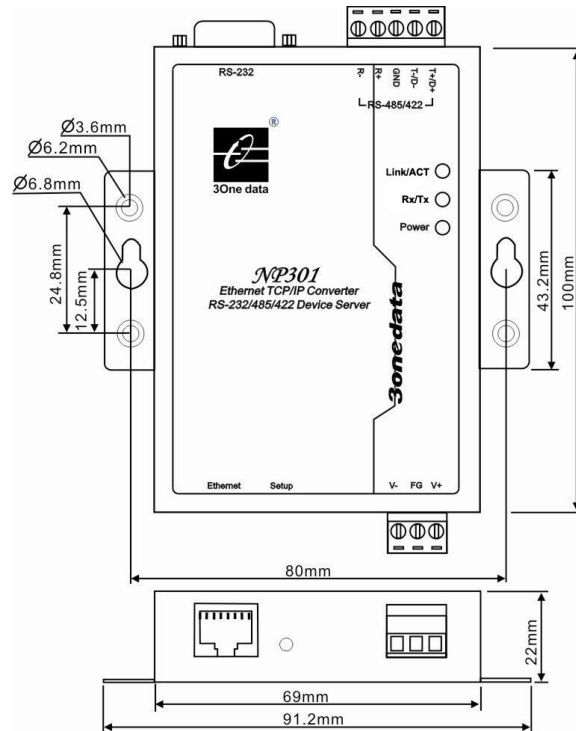 RS-232
R-
R+
GND
T-/D-
T+/D+
RS-485/422
Ø3.6mm
Ø6.2mm
Ø6.8mm
®
3One data
Link/ACT
Rx/Tx
Power
24.8mm
12.5mm
43.2mm
100mm
NP301
Ethernet TCP/IP Converter
RS-232/485/422 Device Server
3onedata
Ethernet
Setup
V-
FG
V+
80mm
22mm
69mm
91.2mm